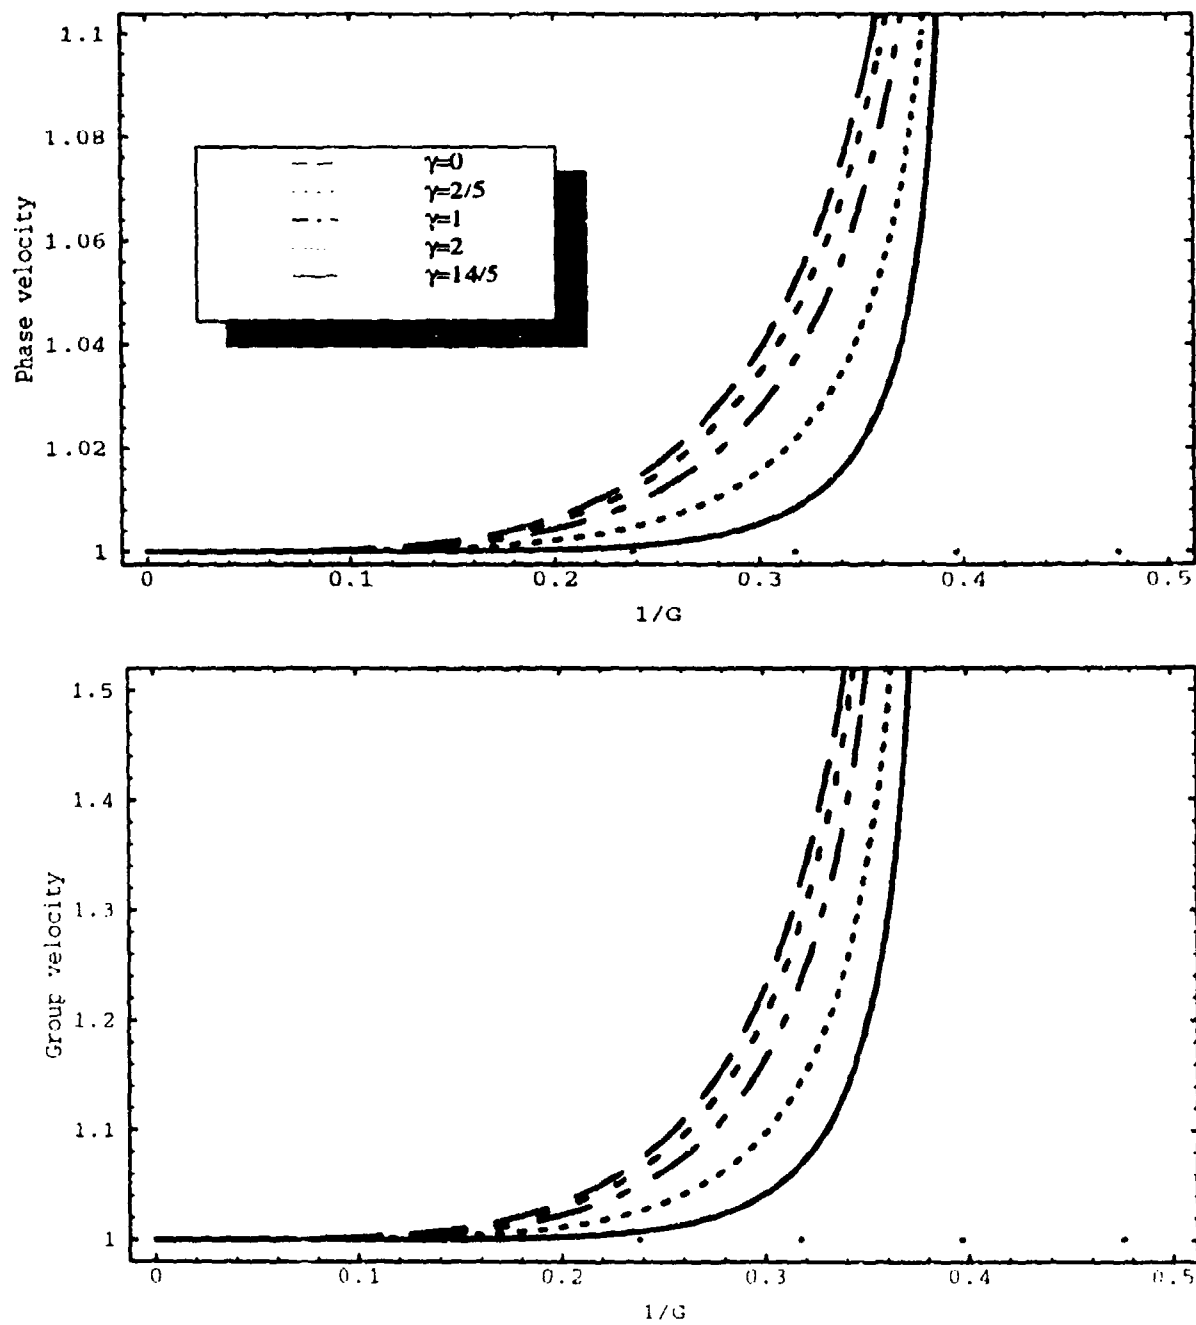 1.1
1.08
1.06
1.04
1.02
1
Phase velocity
γ=0
γ=2/5
γ=1
γ=2
γ=14/5
0 0.1 0.2 0.3 0.4 0.5
1/G
1.5
1.4
1.3
1.2
1.1
1
Group velocity
0 0.1 0.2 0.3 0.4 0.5
1/G